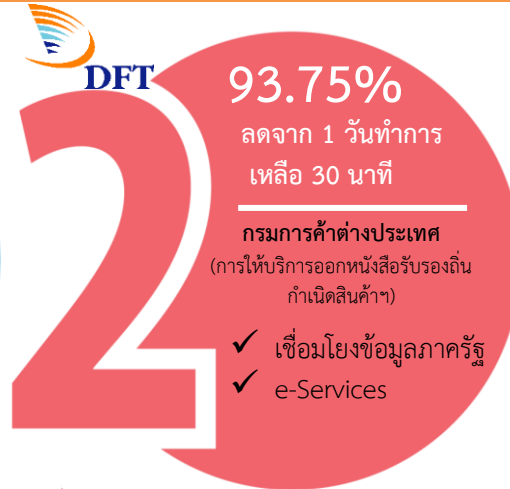 DFT
2
93.75%
ลดจาก 1 วันทำการ
เหลือ 30 นาที
กรมการค้าต่างประเทศ
(การให้บริการออกหนังสือรับรองถิ่น
กำเนิดสินค้าฯ)
✓ เชื่อมโยงข้อมูลภาครัฐ
✓ e-Services